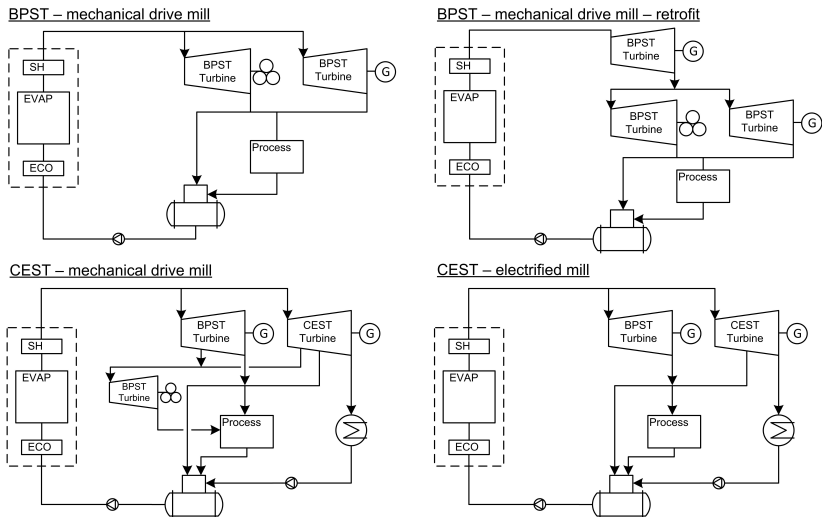 BPST – mechanical drive mill
SH
EVAP
ECO
BPST
Turbine
BPST
Turbine
G
Process
BPST – mechanical drive mill – retrofit
SH
EVAP
ECO
BPST
Turbine
G
BPST
Turbine
BPST
Turbine
G
Process
CEST – mechanical drive mill
SH
EVAP
ECO
BPST
Turbine
G
CEST
Turbine
G
BPST
Turbine
Process
CEST – electrified mill
SH
EVAP
ECO
BPST
Turbine
G
CEST
Turbine
G
Process